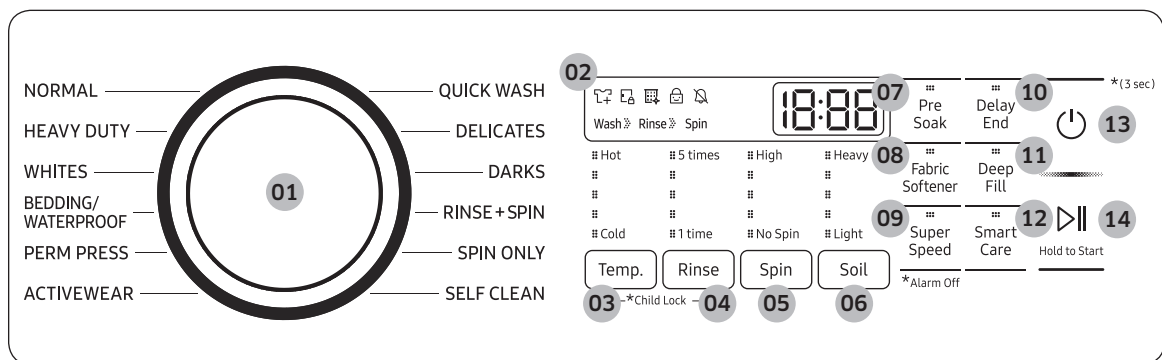 NORMAL
HEAVY DUTY
WHITES
BEDDING/
WATERPROOF
PERM PRESS
ACTIVEWEAR
01
QUICK WASH
DELICATES
DARKS
RINSE+SPIN
SPIN ONLY
SELF CLEAN
02
18:88
Wash Rinse Spin
Hot 5 times High Heavy
Cold 1 time No Spin Light
Temp. Rinse Spin Soil
03 *Child Lock 04 05 06
07 Pre
Soak
Delay
End 10
08 Fabric
Softener
Deep
Fill 11
09 Super
Speed
Smart
Care 12
*Alarm Off
*(3 sec)
13
14
Hold to Start